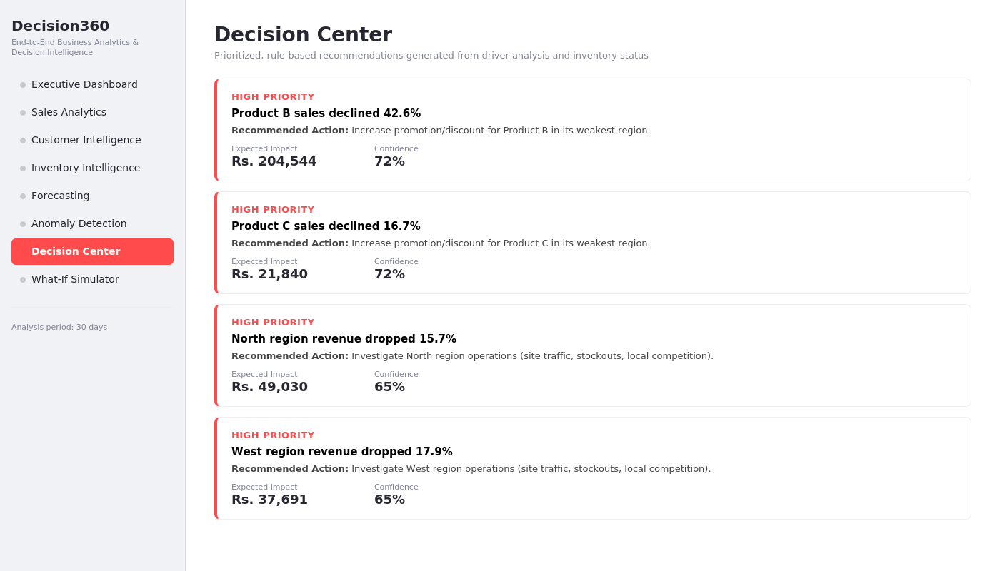 Decision360
End-to-End Business Analytics &
Decision Intelligence
Executive Dashboard
Sales Analytics
Customer Intelligence
Inventory Intelligence
Forecasting
Anomaly Detection
Decision Center
What-If Simulator
Analysis period: 30 days
Decision Center
Prioritized, rule-based recommendations generated from driver analysis and inventory status
HIGH PRIORITY
Product B sales declined 42.6%
Recommended Action: Increase promotion/discount for Product B in its weakest region.
Expected Impact Confidence
Rs. 204,544 72%
HIGH PRIORITY
Product C sales declined 16.7%
Recommended Action: Increase promotion/discount for Product C in its weakest region.
Expected Impact Confidence
Rs. 21,840 72%
HIGH PRIORITY
North region revenue dropped 15.7%
Recommended Action: Investigate North region operations (site traffic, stockouts, local competition).
Expected Impact Confidence
Rs. 49,030 65%
HIGH PRIORITY
West region revenue dropped 17.9%
Recommended Action: Investigate West region operations (site traffic, stockouts, local competition).
Expected Impact Confidence
Rs. 37,691 65%